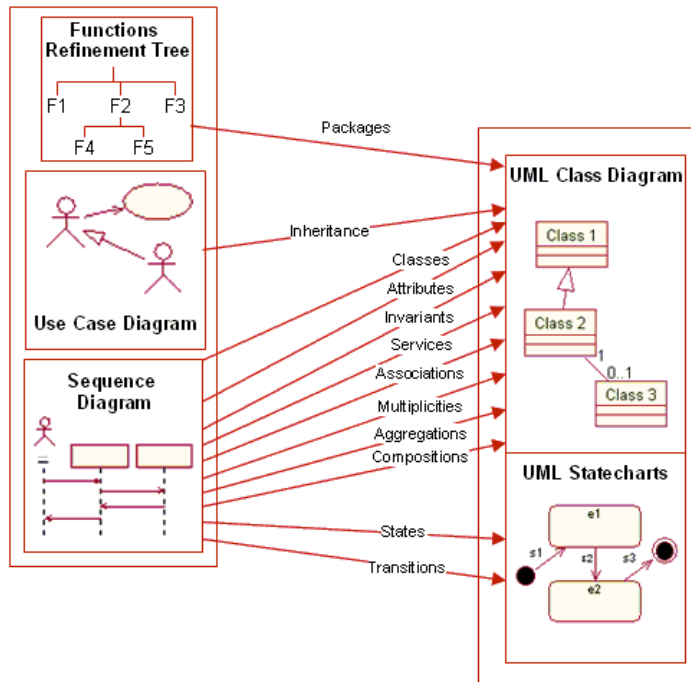 Functions
Refinement Tree
F1 F2 F3
F4 F5
Use Case Diagram
Sequence
Diagram
Packages
Inheritance
Classes
Attributes
Invariants
Services
Associations
Multiplicities
Aggregations
Compositions
States
Transitions
UML Class Diagram
Class 1
Class 2
1
0..1
Class 3
UML Statecharts
e1
s1 s2 s3
e2